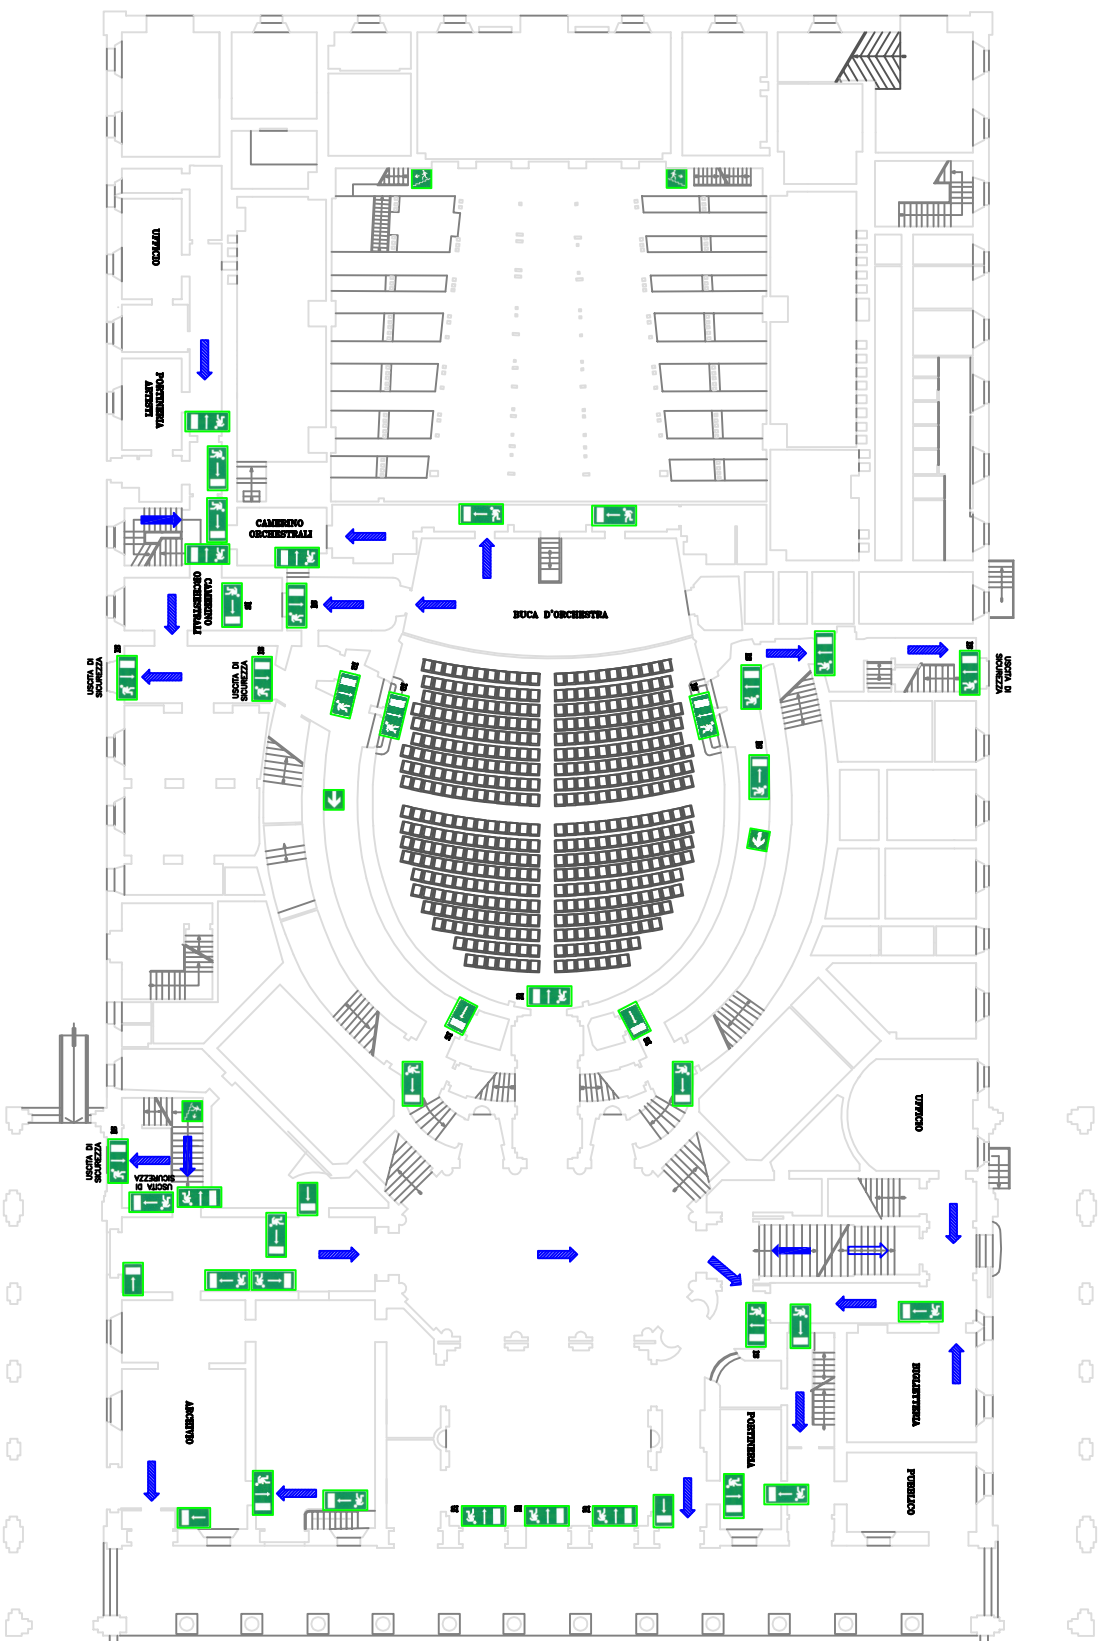 UFFICIO
PORTINERIA
ARTISTI
CAMERINO
ORCHESTRALI
CAMERINO
ORCHESTRALI
BUCA D'ORCHESTRA
USCITA DI
SICUREZZA
USCITA DI
SICUREZZA
USCITA DI
SICUREZZA
USCITA DI
SICUREZZA
USCITA DI
SICUREZZA
UFFICIO
ARCHIVIO
PORTINERIA
BIGLIETTERIA
PUBBLICO